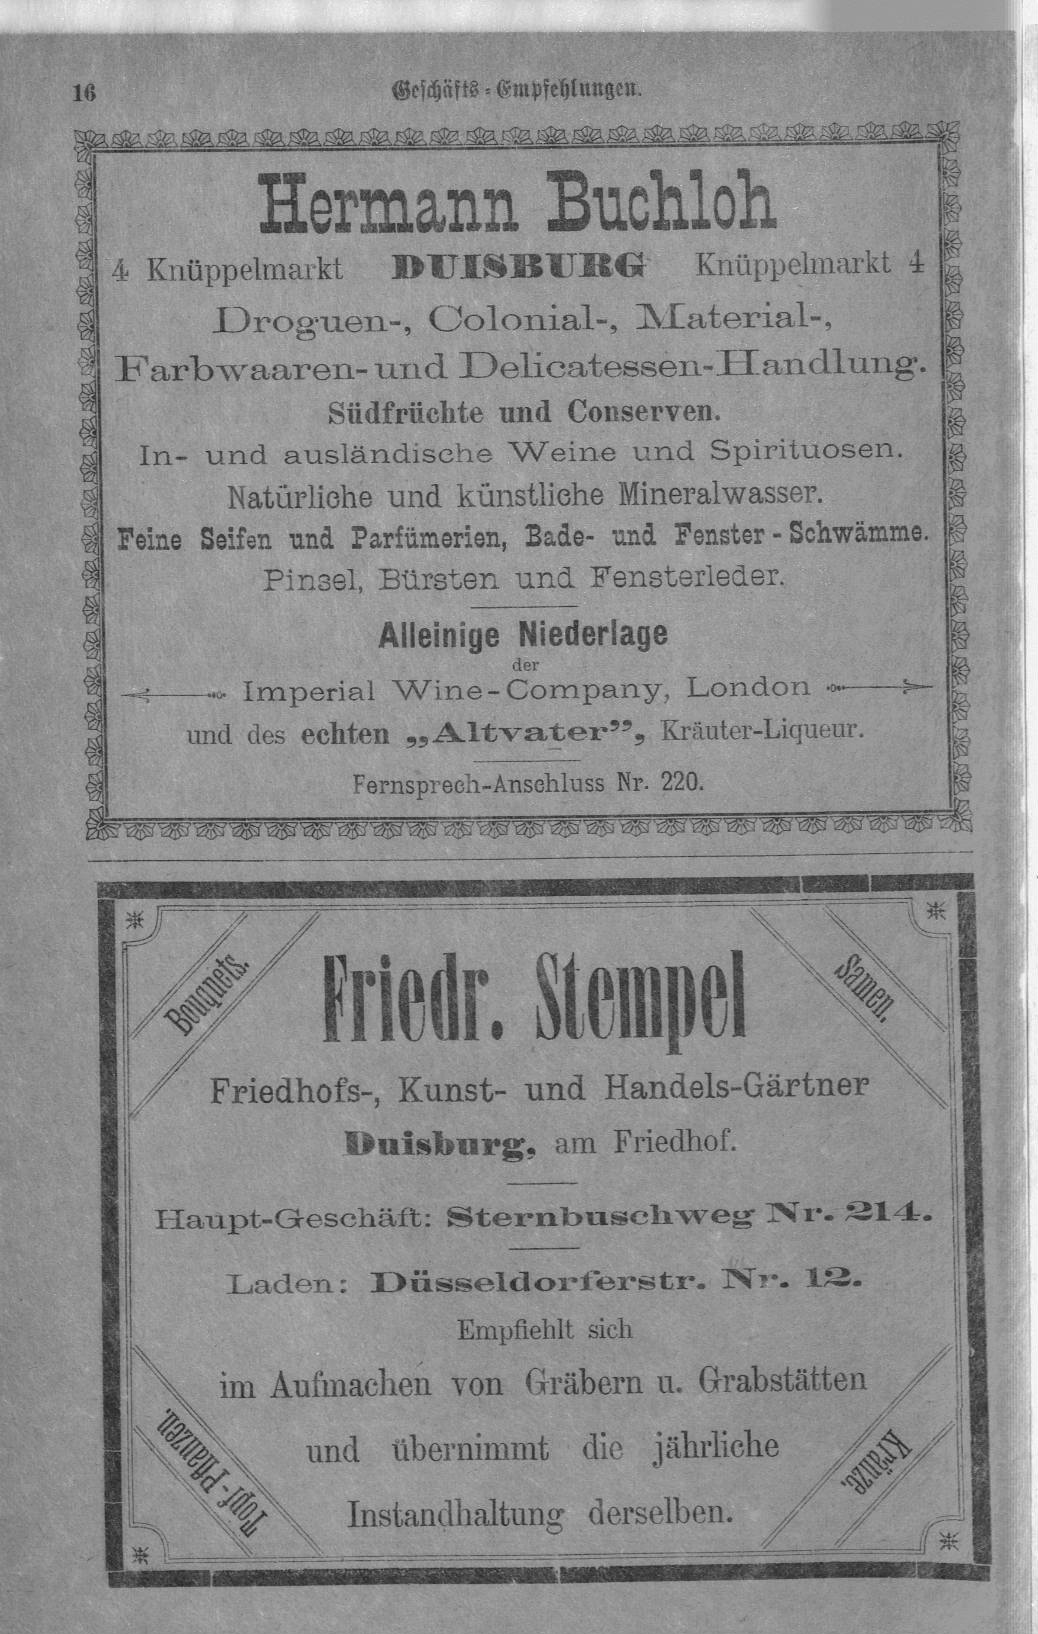 16
Geschäfts-Empfehlungen.
Hermann Buchloh
4 Knüppelmarkt DUISBURG Knüppelmarkt 4
Droguen-, Colonial-, Material-,
Farbwaaren- und Delicatessen-Handlung.
Südfrüchte und Conserven.
In- und ausländische Weine und Spirituosen.
Natürliche und künstliche Mineralwasser.
Feine Seifen und Parfümerien, Bade- und Fenster-Schwämme.
Pinsel, Bürsten und Fensterleder.
Alleinige Niederlage
der
Imperial Wine-Company, London
und des echten „Altvater”, Kräuter-Liqueur.
Fernsprech-Anschluss Nr. 220.
Bouquets.
Samen.
Friedr. Stempel
Friedhofs-, Kunst- und Handels-Gärtner
Duisburg, am Friedhof.
Haupt-Geschäft: Sternbuschweg Nr. 214.
Laden: Düsseldorferstr. Nr. 12.
Empfiehlt sich
im Aufmachen von Gräbern u. Grabstätten
und übernimmt die jährliche
Instandhaltung derselben.
Topf-Pflanzen.
Kränze.